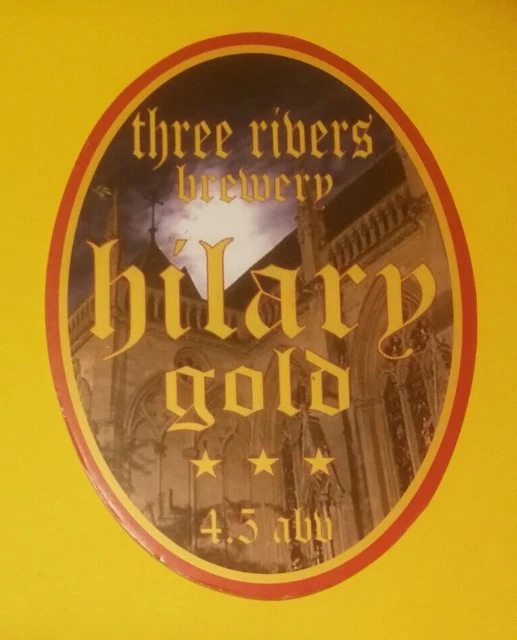 three rivers
brewery
hilary
gold
4.5 abv